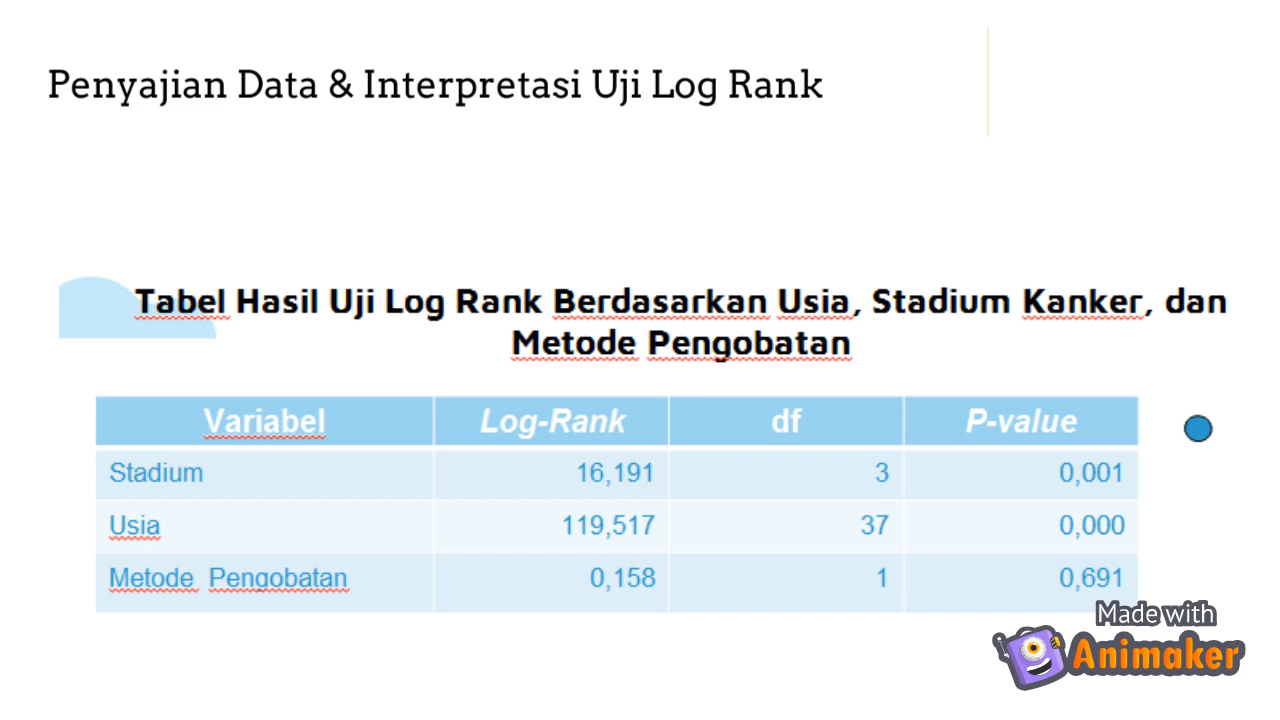 Penyajian Data & Interpretasi Uji Log Rank
Tabel Hasil Uji Log Rank Berdasarkan Usia, Stadium Kanker, dan
Metode Pengobatan
Variabel Log-Rank df P-value
Stadium 16,191 3 0,001
Usia 119,517 37 0,000
Metode Pengobatan 0,158 1 0,691
Made with
Animaker